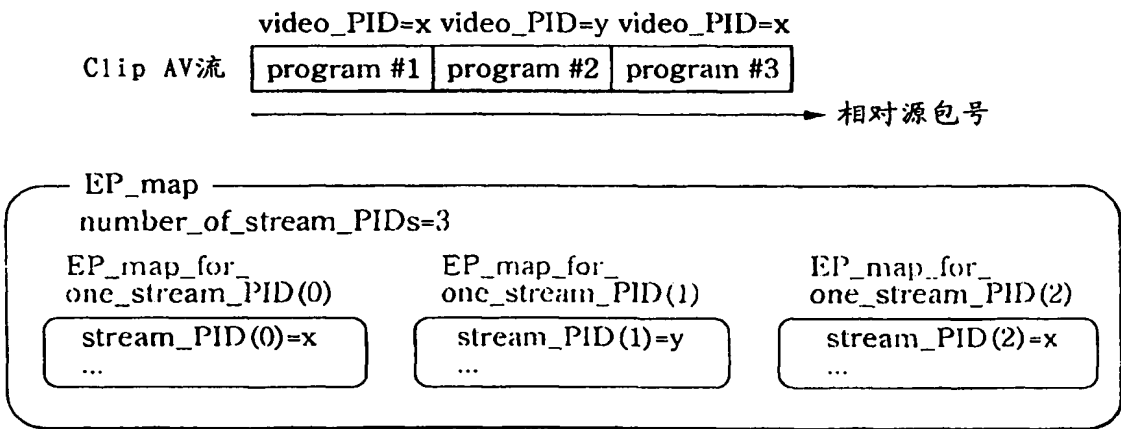 video_PID=x video_PID=y video_PID=x
Clip AV流 program #1 program #2 program #3
相对源包号
EP_map
number_of_stream_PIDs=3
EP_map_for_ EP_map_for_ EP_map_for_
one_stream_PID(0) one_stream_PID(1) one_stream_PID(2)
stream_PID(0)=x stream_PID(1)=y stream_PID(2)=x
... ... ...